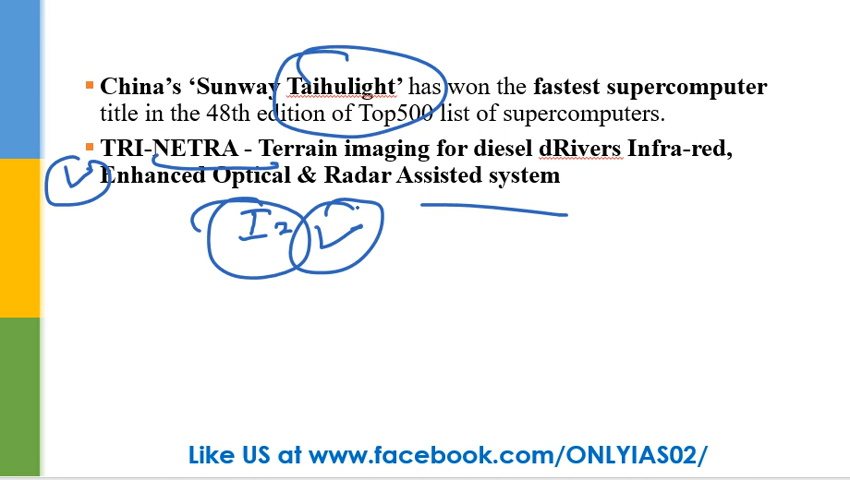 China's 'Sunway Taihulight' has won the fastest supercomputer
title in the 48th edition of Top500 list of supercomputers.
TRI-NETRA - Terrain imaging for diesel dRivers Infra-red,
Enhanced Optical & Radar Assisted system
I2
Like US at www.facebook.com/ONLYIAS02/